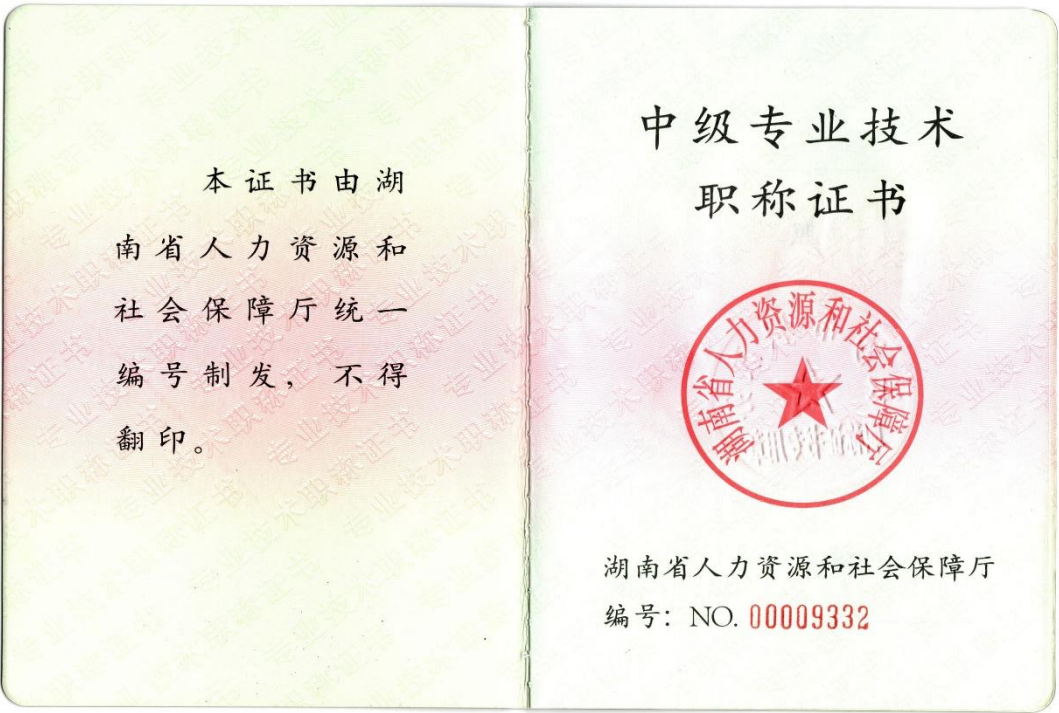 本证书由湖
南省人力资源和
社会保障厅统一
编号制发，不得
翻印。
中级专业技术
职称证书
湖南省人力资源和社会保障厅
湖南省人力资源和社会保障厅
编号：NO. 00009332